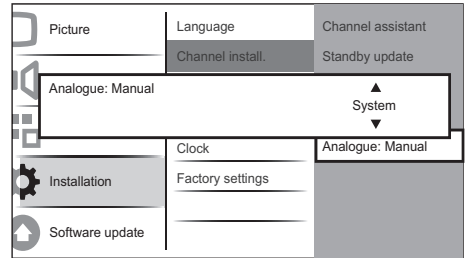 Picture
Language
Channel assistant
Channel install.
Standby update
Analogue: Manual
System
Clock
Analogue: Manual
Installation
Factory settings
Software update